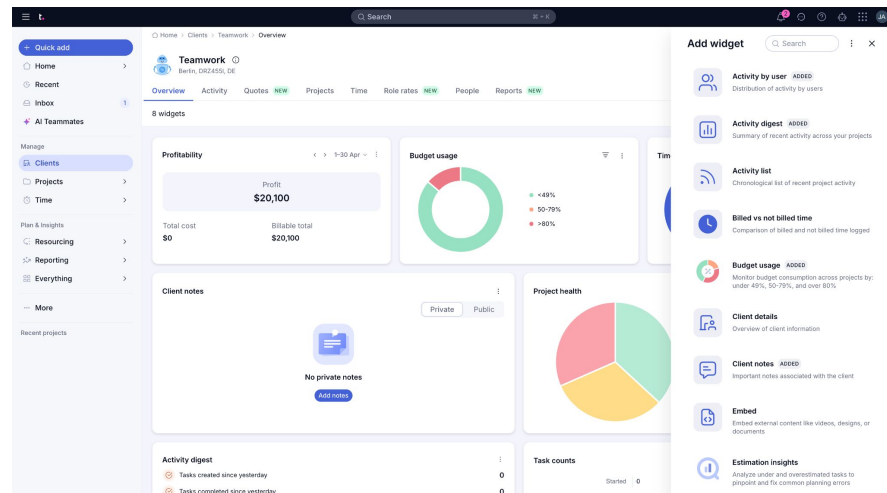 t.
Search
⌘ + K
2
JA
+ Quick add
Home
Recent
Inbox 1
AI Teammates
Manage
Clients
Projects
Time
Plan & Insights
Resourcing
Reporting
Everything
More
Recent projects
Home > Clients > Teamwork > Overview
Teamwork
Berlin, DRZ455I, DE
Overview Activity Quotes NEW Projects Time Role rates NEW People Reports NEW
8 widgets
Profitability
< > 1-30 Apr
Profit
$20,100
Total cost Billable total
$0 $20,100
Budget usage
<49%
50-79%
>80%
Tim
Client notes
Private Public
No private notes
Add notes
Project health
Activity digest
Tasks created since yesterday 0
Tasks completed since yesterday 0
Task counts
Started 0
Add widget
Search
Activity by user ADDED
Distribution of activity by users
Activity digest ADDED
Summary of recent activity across your projects
Activity list
Chronological list of recent project activity
Billed vs not billed time
Comparison of billed and not billed time logged
Budget usage ADDED
Monitor budget consumption across projects by:
under 49%, 50-79%, and over 80%
Client details
Overview of client information
Client notes ADDED
Important notes associated with the client
Embed
Embed external content like videos, designs, or
documents
Estimation insights
Analyze under and overestimated tasks to
pinpoint and fix common planning errors